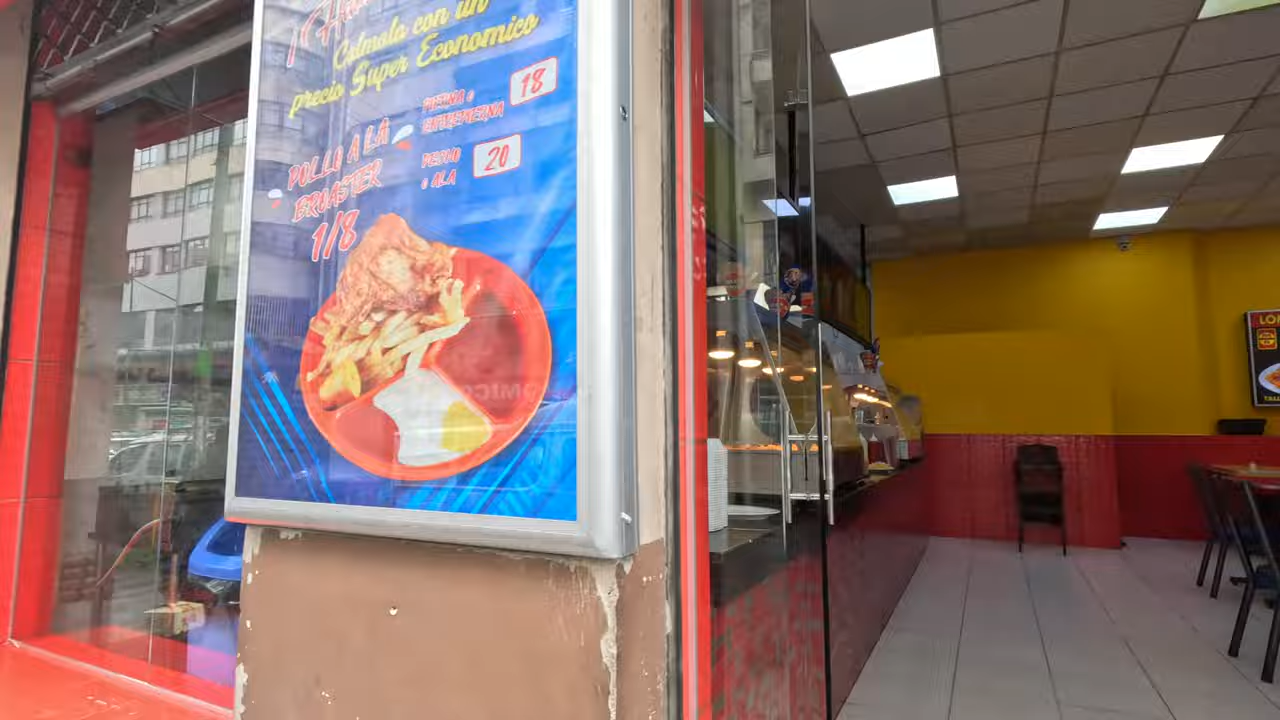 Calmala con un
precio Super Economico
PIERNA o
ENTREPIERNA
18
PECHO
o ALA
20
POLLO A LA
BROASTER
1/8